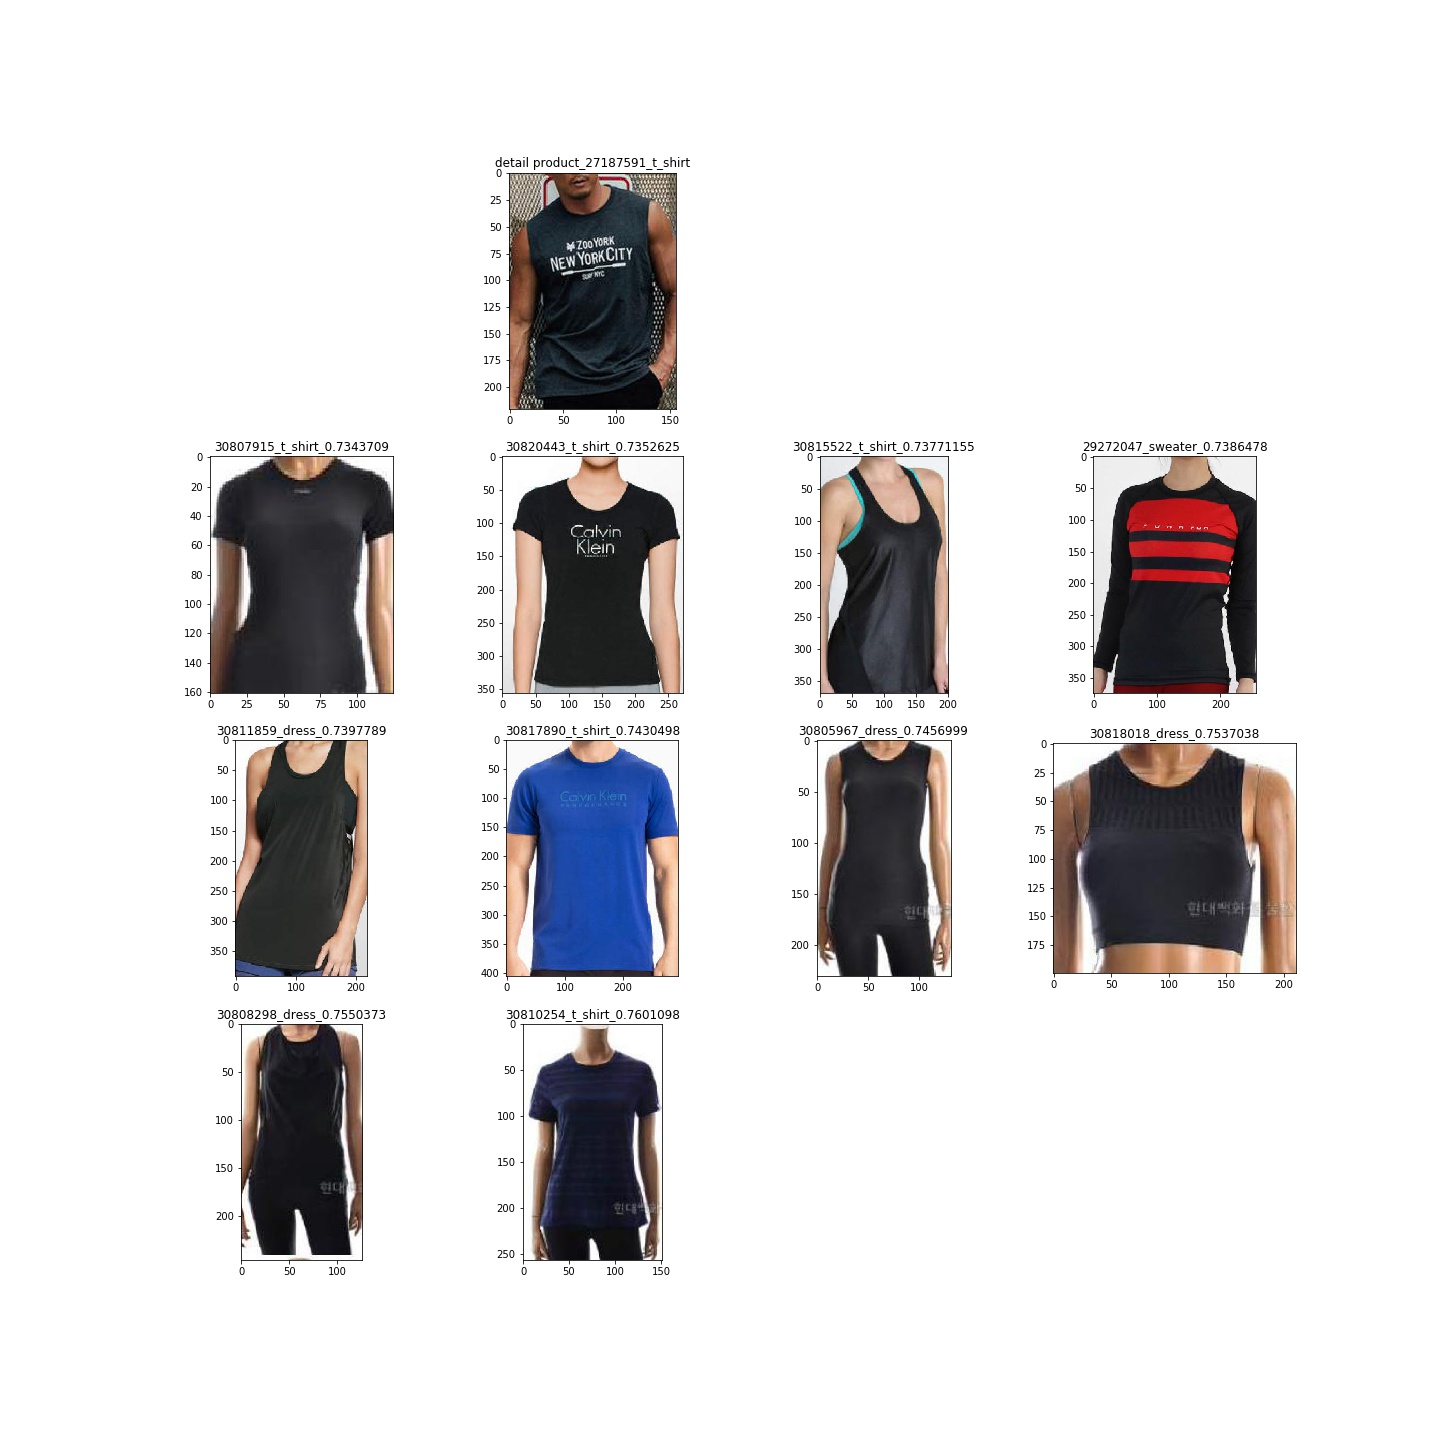 detail product_27187591_t_shirt
0
25
50
75
100
125
150
175
200
0 50 100 150
ZOO YORK
NEW YORK CITY
SURF NYC
30807915_t_shirt_0.7343709
0
20
40
60
80
100
120
140
160
0 25 50 75 100
30820443_t_shirt_0.7352625
0
50
100
150
200
250
300
350
0 50 100 150 200 250
Calvin
Klein
30815522_t_shirt_0.73771155
0
50
100
150
200
250
300
350
0 50 100 150 200
29272047_sweater_0.7386478
0
50
100
150
200
250
300
350
0 100 200
30811859_dress_0.7397789
0
50
100
150
200
250
300
350
0 100 200
30817890_t_shirt_0.7430498
0
50
100
150
200
250
300
350
400
0 100 200
Calvin Klein
PERFORMANCE
30805967_dress_0.7456999
0
50
100
150
200
0 50 100
현대백화
30818018_dress_0.7537038
0
25
50
75
100
125
150
175
0 50 100 150 200
현대백화점
30808298_dress_0.7550373
0
50
100
150
200
0 50 100
현대
30810254_t_shirt_0.7601098
0
50
100
150
200
250
0 50 100 150
현대백화